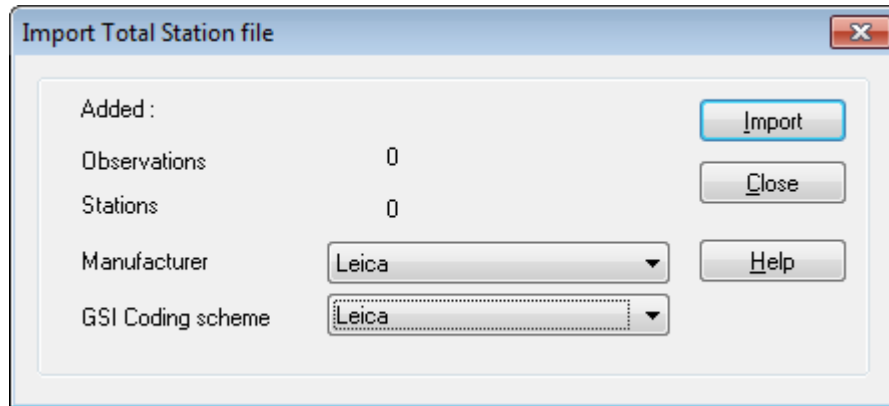 Import Total Station file
Added :
Import
Observations 0
Close
Stations 0
Manufacturer Leica
Help
GSI Coding scheme Leica